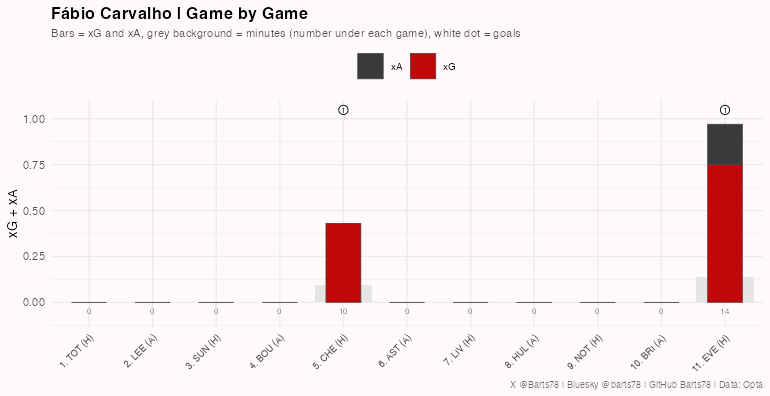 Fábio Carvalho | Game by Game
Bars = xG and xA, grey background = minutes (number under each game), white dot = goals
xA xG
1 1
1.00
0.75
0.50
0.25
0.00
xG + xA
0 0 0 0 10 0 0 0 0 0 14
1. TOT (H) 2. LEE (A) 3. SUN (H) 4. BOU (A) 5. CHE (H) 6. AST (A) 7. LIV (H) 8. HUL (A) 9. NOT (H) 10. BRI (A) 11. EVE (H)
X @Barts78 | Bluesky @barts78 | GitHub Barts78 | Data: Opta